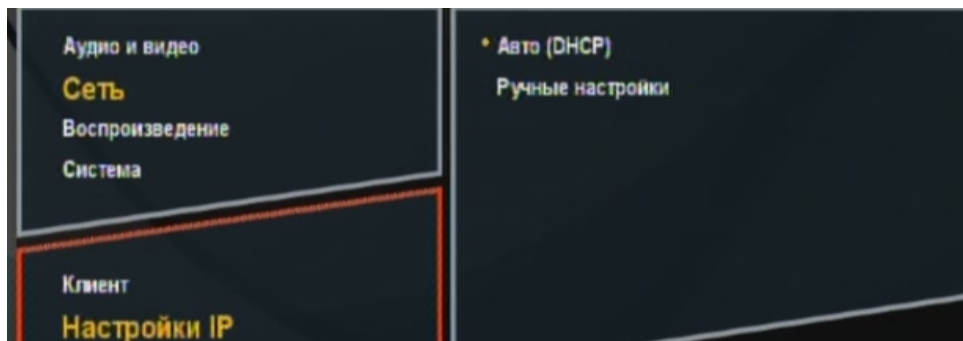 Аудио и видео
Сеть
Воспроизведение
Система
Клиент
Настройки IP
• Авто (DHCP)
Ручные настройки